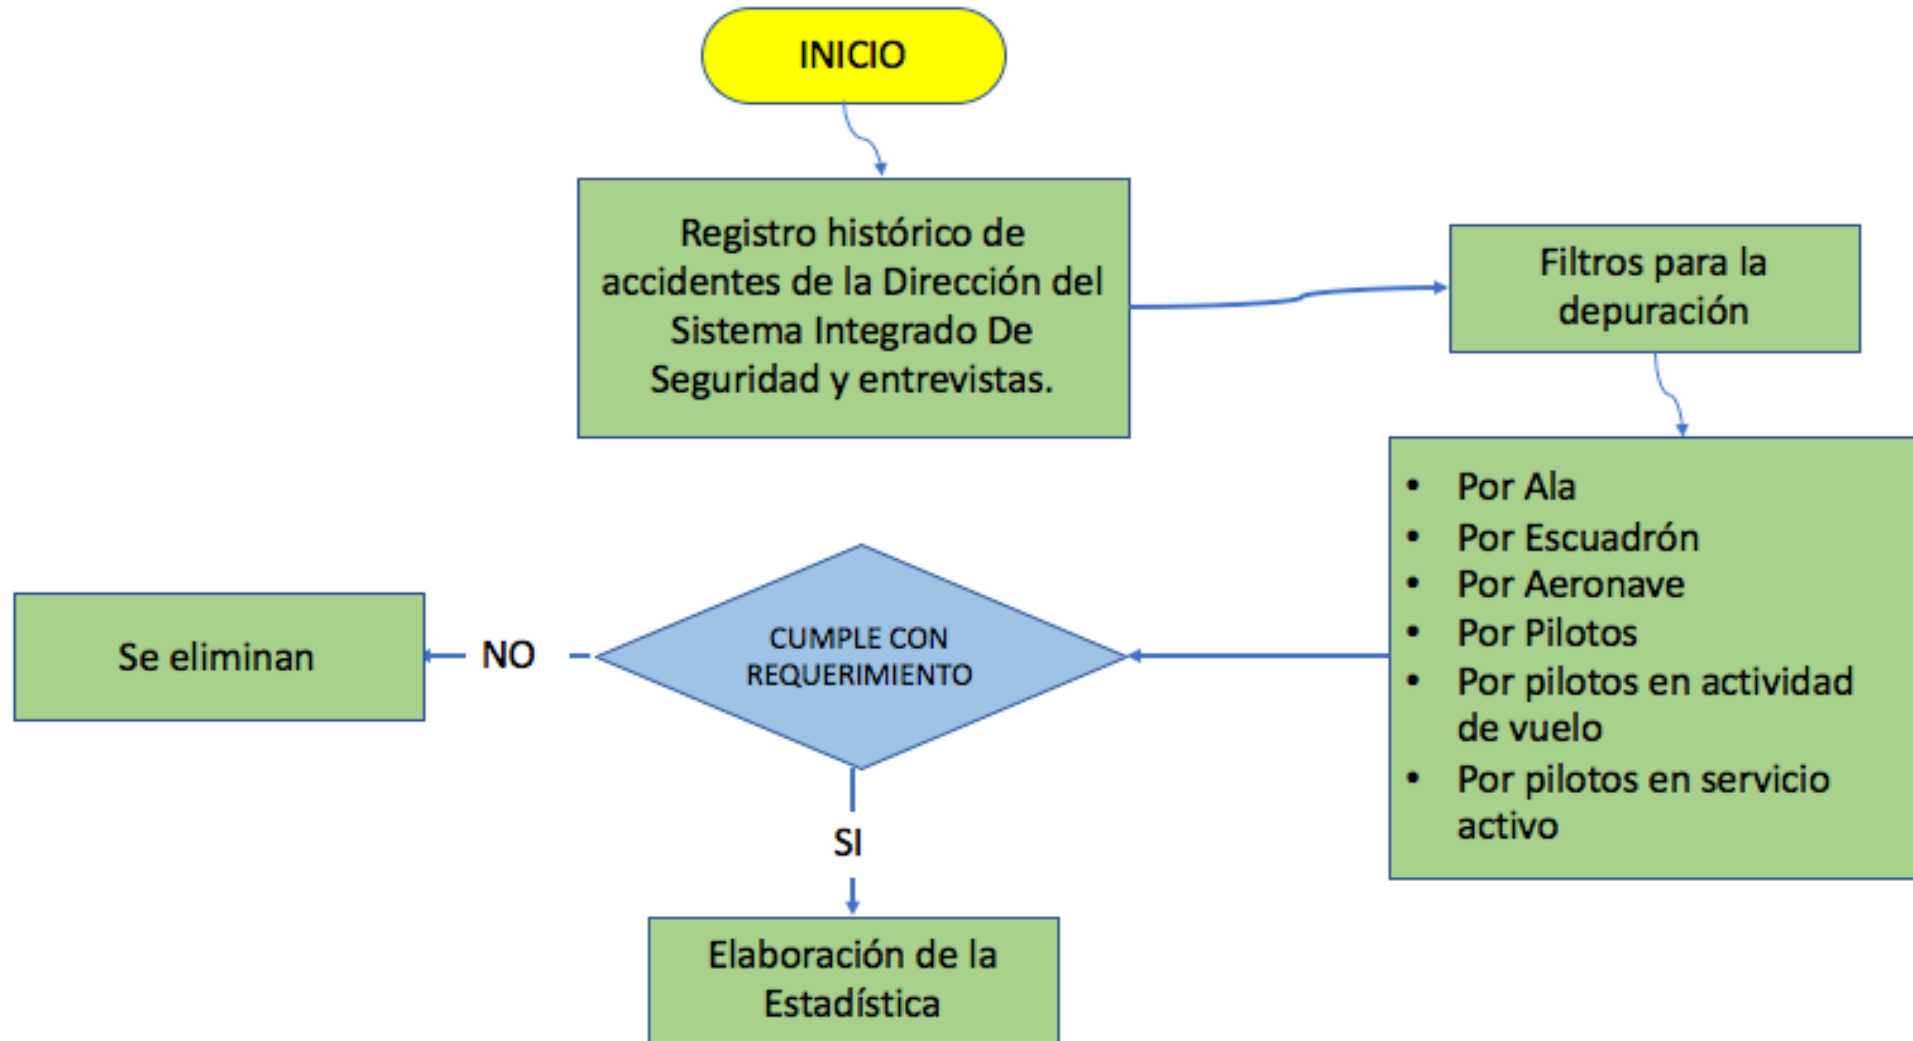 INICIO
Registro histórico de
accidentes de la Dirección del
Sistema Integrado De
Seguridad y entrevistas.
Filtros para la
depuración
• Por Ala
• Por Escuadrón
• Por Aeronave
• Por Pilotos
• Por pilotos en actividad
de vuelo
• Por pilotos en servicio
activo
CUMPLE CON
REQUERIMIENTO
NO
Se eliminan
SI
Elaboración de la
Estadística